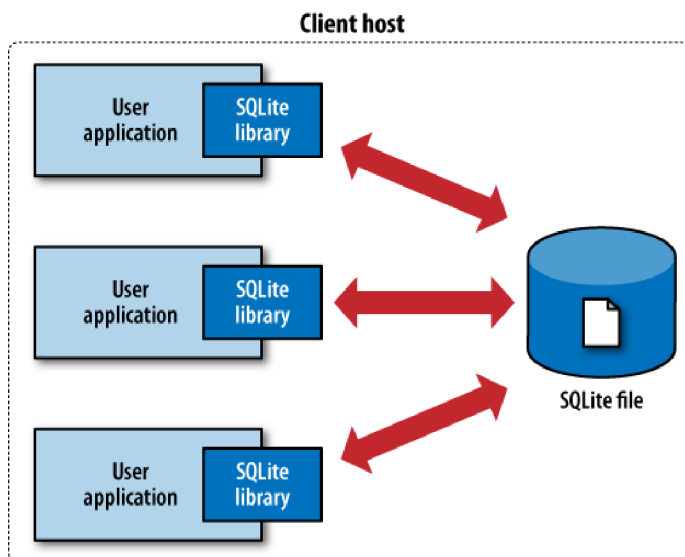 Client host
User
application
SQLite
library
User
application
SQLite
library
SQLite file
User
application
SQLite
library